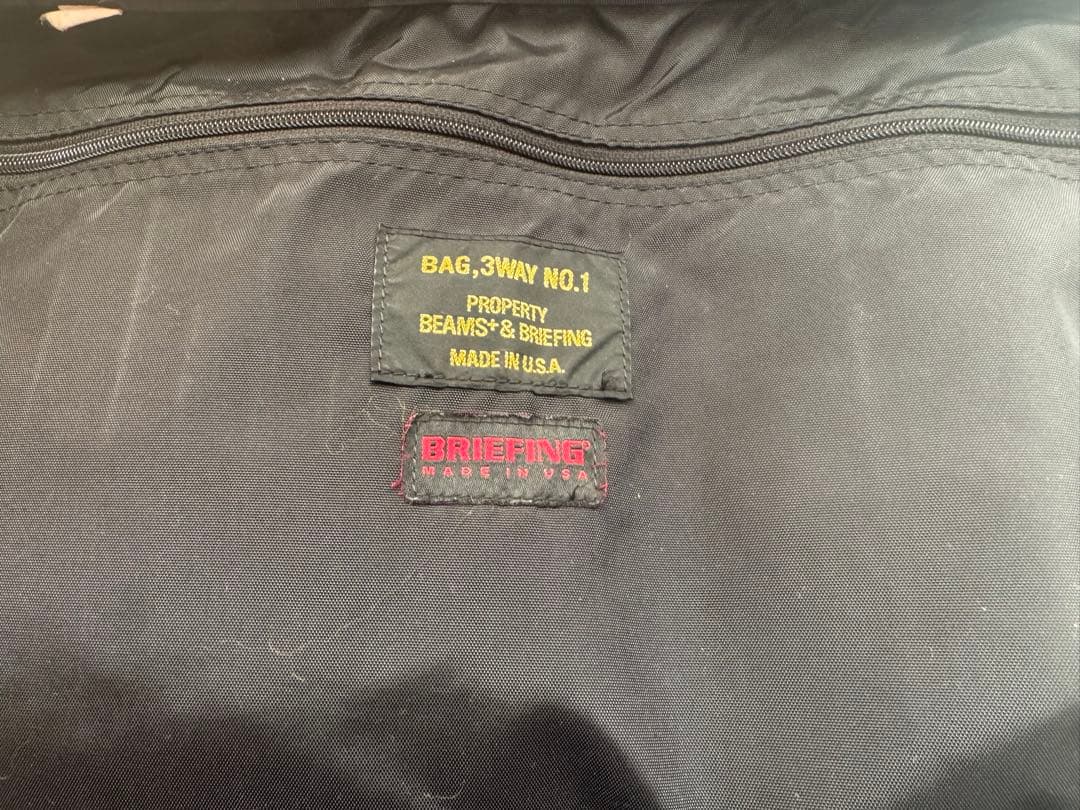 BAG,3WAY NO.1
PROPERTY
BEAMS+ & BRIEFING
MADE IN U.S.A.
BRIEFING®
MADE IN USA